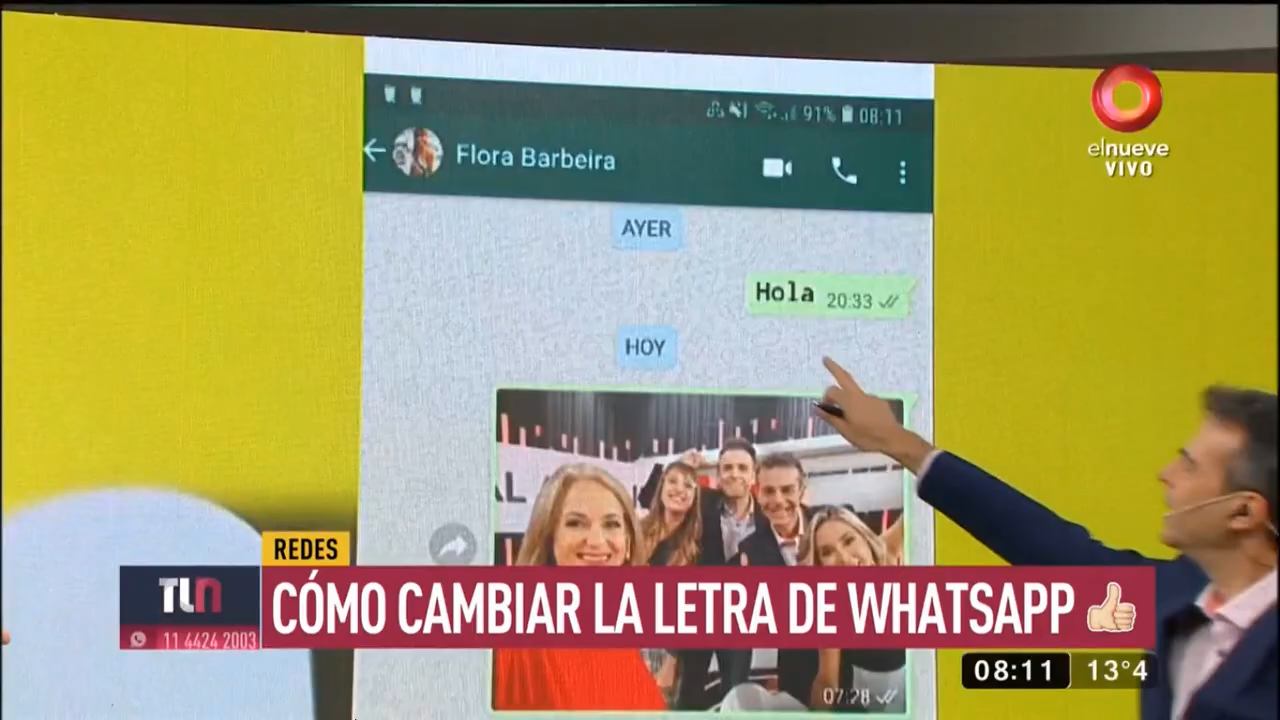 91% 08:11
Flora Barbeira
elnueve
VIVO
AYER
Hola 20:33
HOY
AL
REDES
TLN
CÓMO CAMBIAR LA LETRA DE WHATSAPP
11 4424 2003
07:28
08:11 13°4